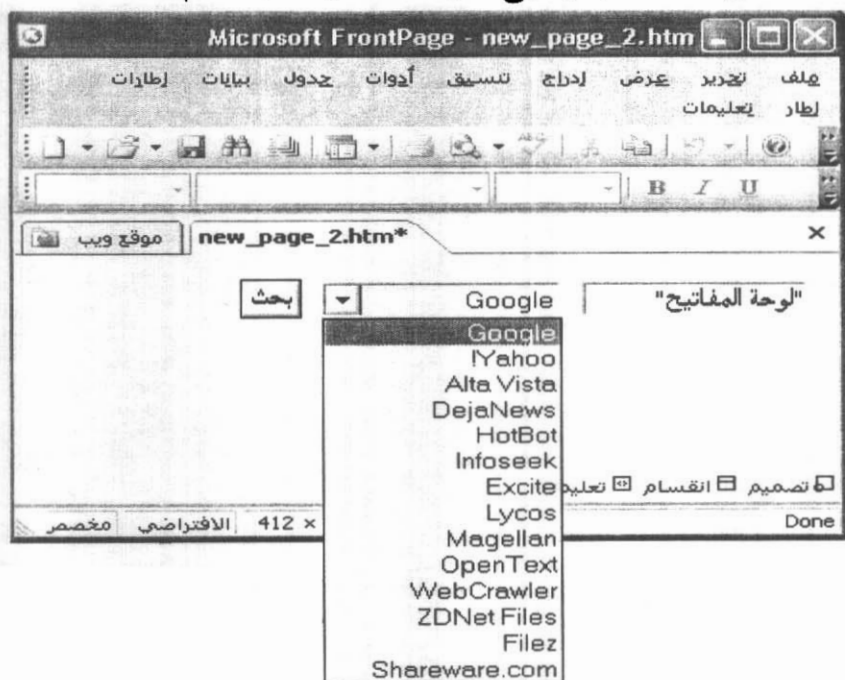 Microsoft FrontPage - new_page_2.htm
ملف تحرير عرض إدراج تنسيق أدوات جدول بيانات إطارات
إطار تعليمات
B I U
موقع ويب new_page_2.htm*
"لوحة المفاتيح" Google بحث
Google
!Yahoo
Alta Vista
DejaNews
HotBot
Infoseek
Excite
Lycos
Magellan
OpenText
WebCrawler
ZDNet Files
Filez
Shareware.com
تصميم انقسام
Done 412 × الافتراضي مخصص